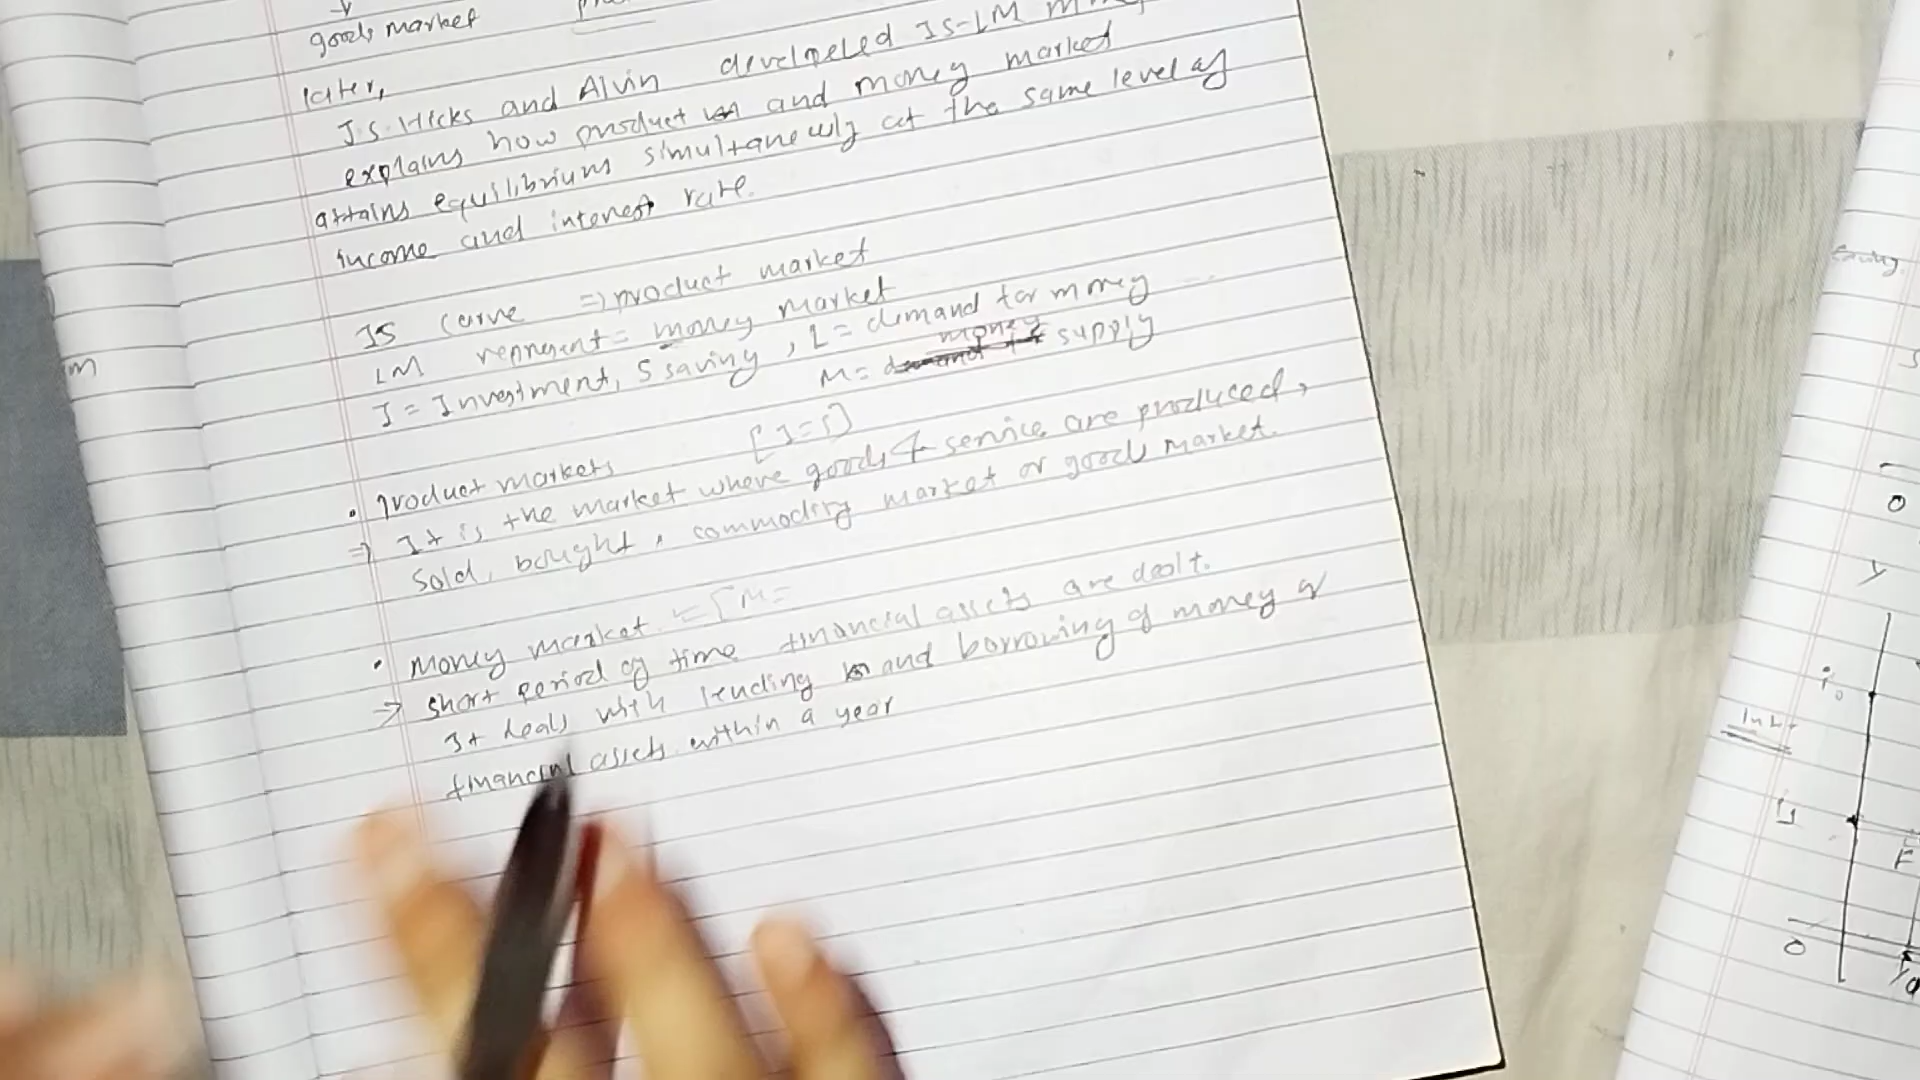 goods market
later,
J.S. Hicks and Alvin developeled IS-LM
explains how product and money market
attains equilibrium simultaneously at the same level of
income and interest rate.
IS curve => product market
LM represent = money market
I = Investment, S saving, L = demand for money
M = money supply
[I=S]
• product markets
=> It is the market where goods & service are produced,
sold, bought, commodity market or goods market.
• Money market =
=> short period of time financial assets are dealt.
It deals with lending and borrowing of money or
financial assets within a year
m
Saving
O
y
i₀
i₁
E
O